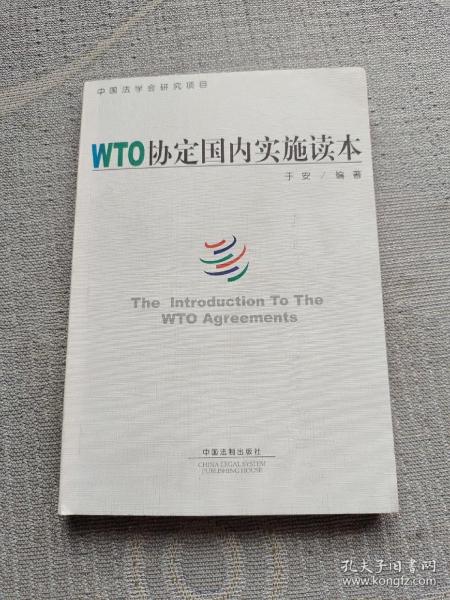 中国法学会研究项目
WTO协定国内实施读本
于安 / 编著
The Introduction To The
WTO Agreements
中国法制出版社
CHINA LEGAL SYSTEM
PUBLISHING HOUSE
孔夫子旧书网
www.kongfz.com